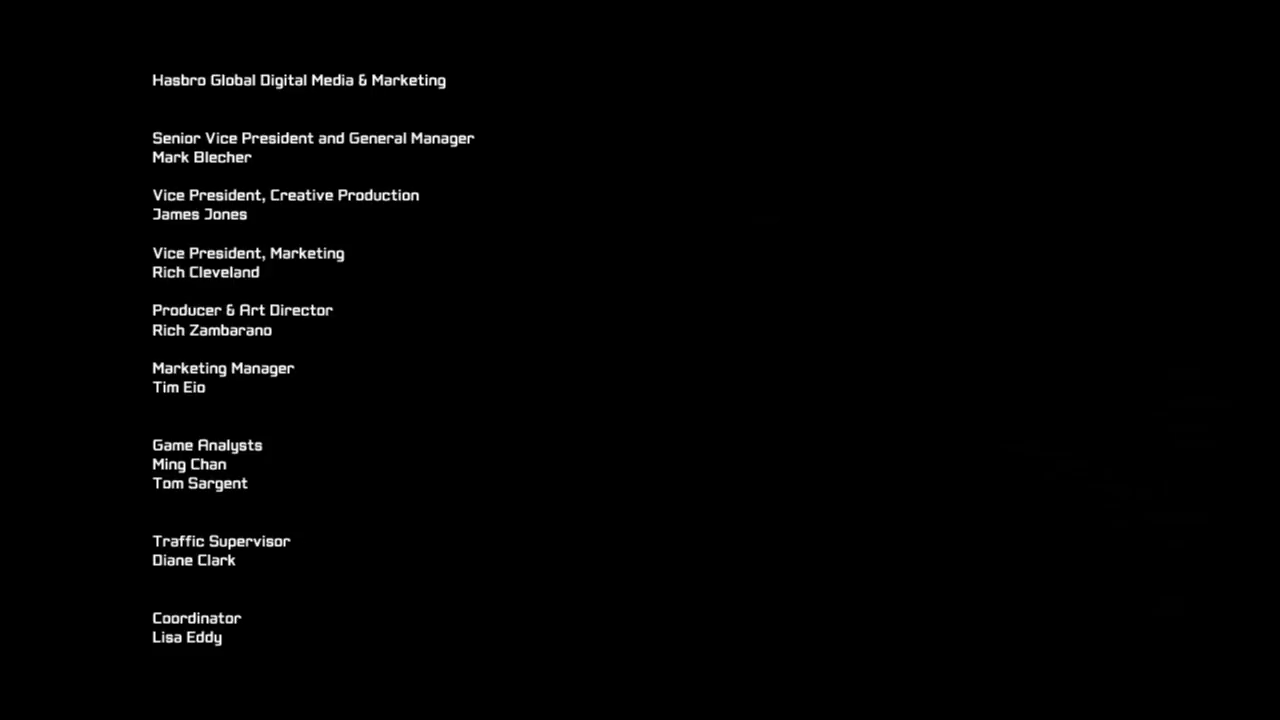 Hasbro Global Digital Media & Marketing
Senior Vice President and General Manager
Mark Blecher
Vice President, Creative Production
James Jones
Vice President, Marketing
Rich Cleveland
Producer & Art Director
Rich Zambarano
Marketing Manager
Tim Eio
Game Analysts
Ming Chan
Tom Sargent
Traffic Supervisor
Diane Clark
Coordinator
Lisa Eddy